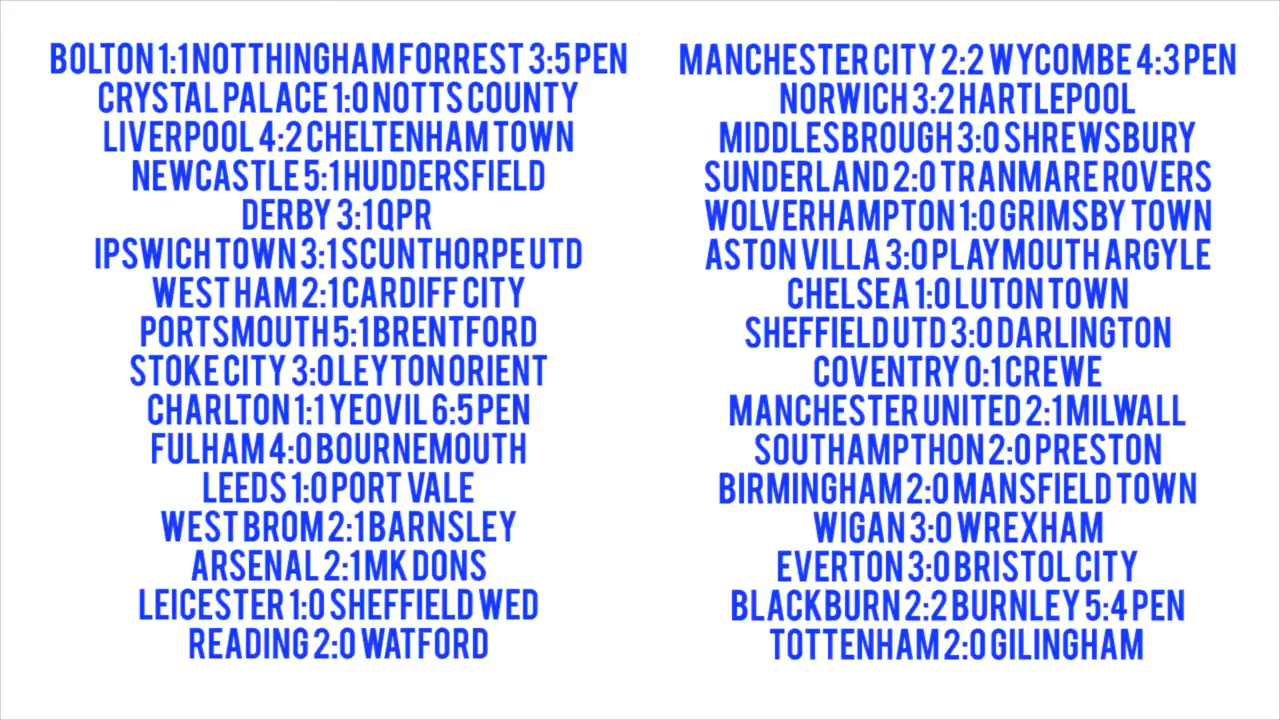 BOLTON 1:1 NOTTHINGHAM FORREST 3:5 PEN
CRYSTAL PALACE 1:0 NOTTS COUNTY
LIVERPOOL 4:2 CHELTENHAM TOWN
NEWCASTLE 5:1 HUDDERSFIELD
DERBY 3:1 QPR
IPSWICH TOWN 3:1 SCUNTHORPE UTD
WEST HAM 2:1 CARDIFF CITY
PORTSMOUTH 5:1 BRENTFORD
STOKE CITY 3:0 LEYTON ORIENT
CHARLTON 1:1 YEOVIL 6:5 PEN
FULHAM 4:0 BOURNEMOUTH
LEEDS 1:0 PORT VALE
WEST BROM 2:1 BARNSLEY
ARSENAL 2:1 MK DONS
LEICESTER 1:0 SHEFFIELD WED
READING 2:0 WATFORD
MANCHESTER CITY 2:2 WYCOMBE 4:3 PEN
NORWICH 3:2 HARTLEPOOL
MIDDLESBROUGH 3:0 SHREWSBURY
SUNDERLAND 2:0 TRANMARE ROVERS
WOLVERHAMPTON 1:0 GRIMSBY TOWN
ASTON VILLA 3:0 PLAYMOUTH ARGYLE
CHELSEA 1:0 LUTON TOWN
SHEFFIELD UTD 3:0 DARLINGTON
COVENTRY 0:1 CREWE
MANCHESTER UNITED 2:1 MILWALL
SOUTHAMPTHON 2:0 PRESTON
BIRMINGHAM 2:0 MANSFIELD TOWN
WIGAN 3:0 WREXHAM
EVERTON 3:0 BRISTOL CITY
BLACKBURN 2:2 BURNLEY 5:4 PEN
TOTTENHAM 2:0 GILINGHAM